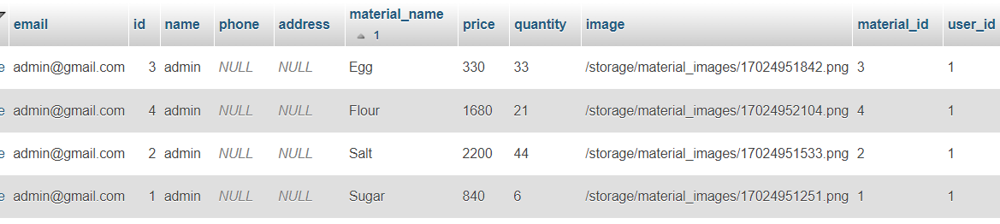 email id name phone address material_name 1 price quantity image material_id user_id
e admin@gmail.com 3 admin NULL NULL Egg 330 33 /storage/material_images/17024951842.png 3 1
e admin@gmail.com 4 admin NULL NULL Flour 1680 21 /storage/material_images/17024952104.png 4 1
e admin@gmail.com 2 admin NULL NULL Salt 2200 44 /storage/material_images/17024951533.png 2 1
e admin@gmail.com 1 admin NULL NULL Sugar 840 6 /storage/material_images/17024951251.png 1 1